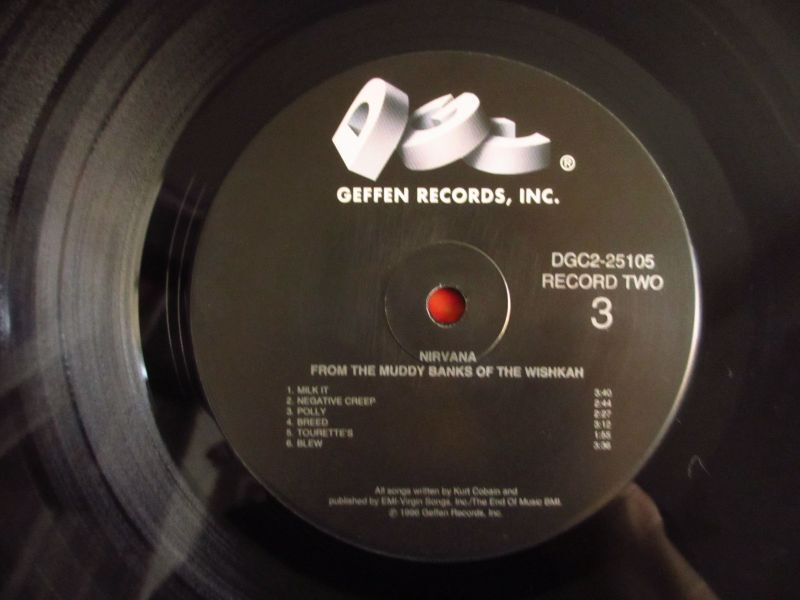 DGC
®
GEFFEN RECORDS, INC.
DGC2-25105
RECORD TWO
3
NIRVANA
FROM THE MUDDY BANKS OF THE WISHKAH
1. MILK IT 3:40
2. NEGATIVE CREEP 2:44
3. POLLY 2:27
4. BREED 3:12
5. TOURETTE'S 1:55
6. BLEW 3:36
All songs written by Kurt Cobain and
published by EMI-Virgin Songs, Inc./The End Of Music BMI.
℗ 1996 Geffen Records, Inc.